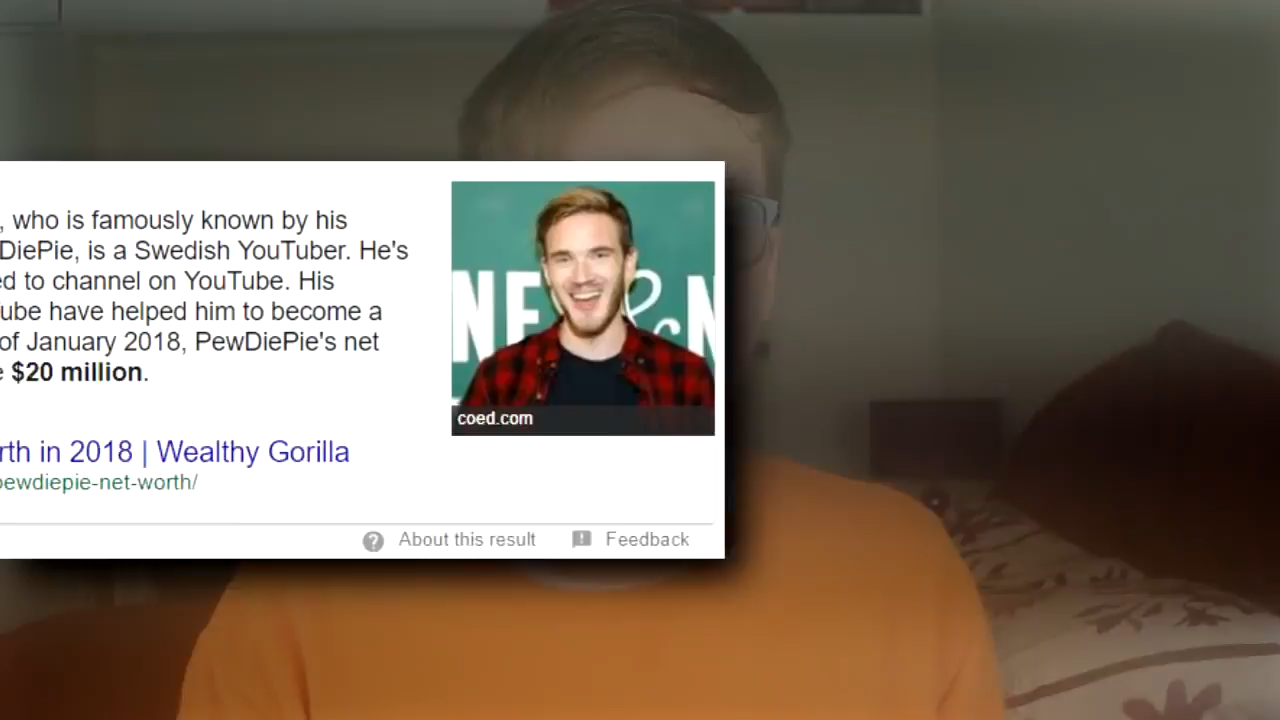 , who is famously known by his
DiePie, is a Swedish YouTuber. He's
ed to channel on YouTube. His
ube have helped him to become a
of January 2018, PewDiePie's net
e $20 million.
NE & N
coed.com
rth in 2018 | Wealthy Gorilla
pewdiepie-net-worth/
About this result
Feedback